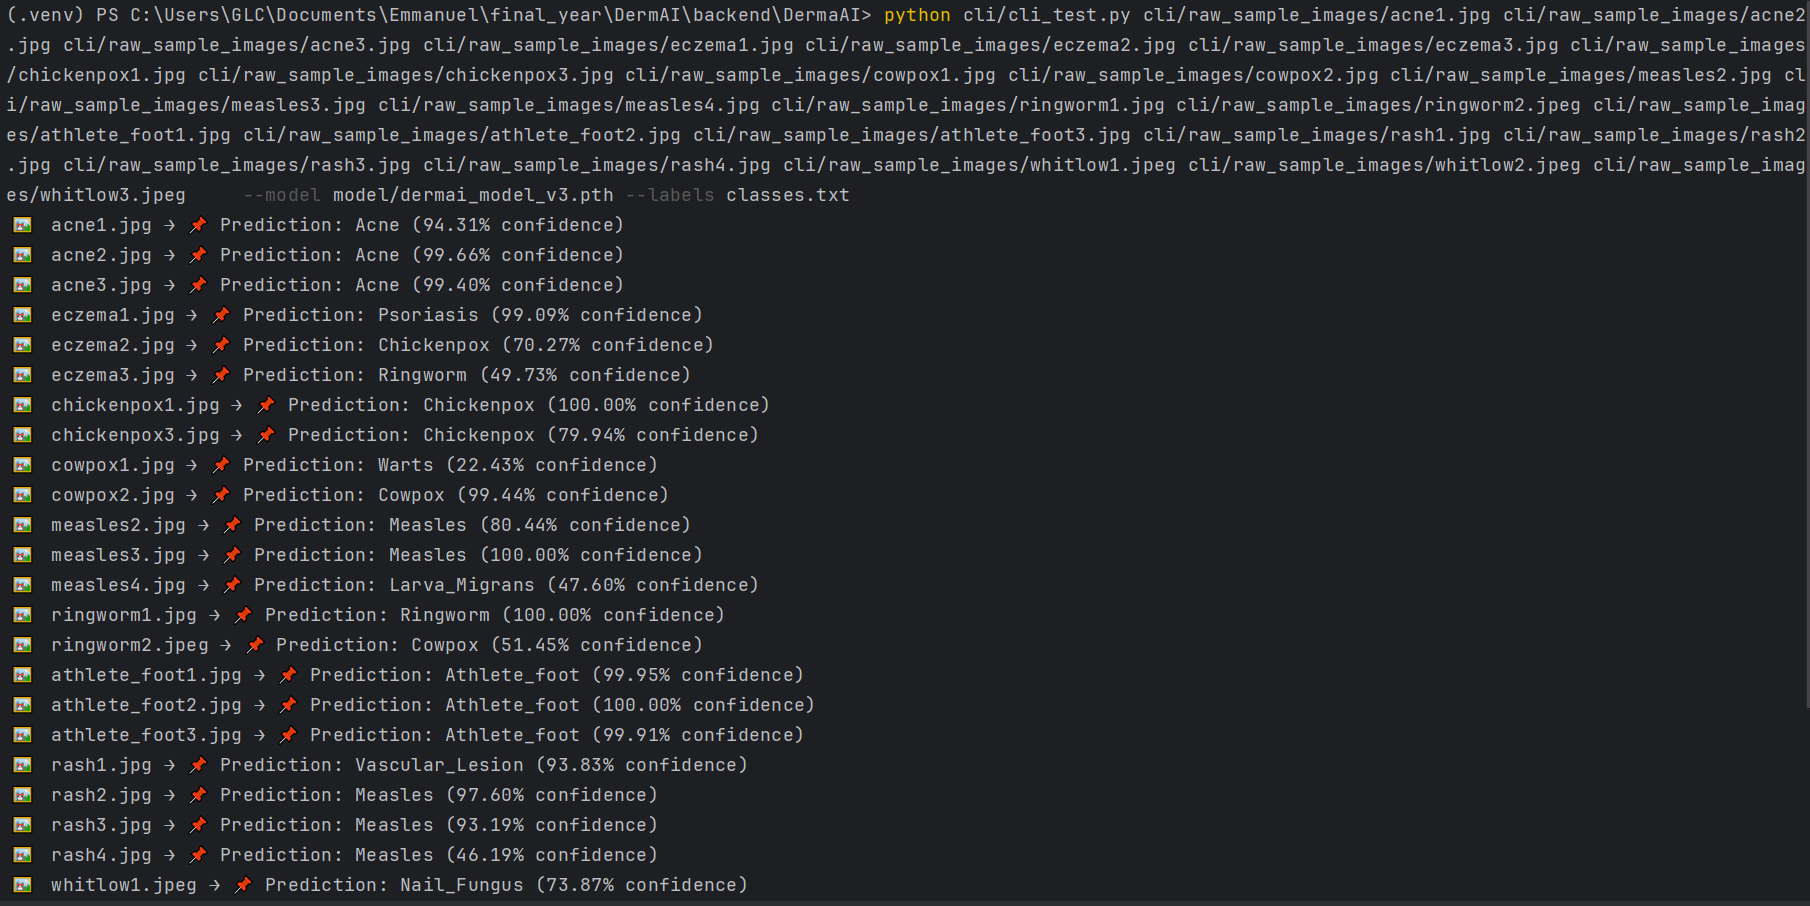 (.venv) PS C:\Users\GLC\Documents\Emmanuel\final_year\DermAI\backend\DermaAI> python cli/cli_test.py cli/raw_sample_images/acne1.jpg cli/raw_sample_images/acne2
.jpg cli/raw_sample_images/acne3.jpg cli/raw_sample_images/eczema1.jpg cli/raw_sample_images/eczema2.jpg cli/raw_sample_images/eczema3.jpg cli/raw_sample_images
/chickenpox1.jpg cli/raw_sample_images/chickenpox3.jpg cli/raw_sample_images/cowpox1.jpg cli/raw_sample_images/cowpox2.jpg cli/raw_sample_images/measles2.jpg cl
i/raw_sample_images/measles3.jpg cli/raw_sample_images/measles4.jpg cli/raw_sample_images/ringworm1.jpg cli/raw_sample_images/ringworm2.jpeg cli/raw_sample_imag
es/athlete_foot1.jpg cli/raw_sample_images/athlete_foot2.jpg cli/raw_sample_images/athlete_foot3.jpg cli/raw_sample_images/rash1.jpg cli/raw_sample_images/rash2
.jpg cli/raw_sample_images/rash3.jpg cli/raw_sample_images/rash4.jpg cli/raw_sample_images/whitlow1.jpeg cli/raw_sample_images/whitlow2.jpeg cli/raw_sample_imag
es/whitlow3.jpeg     --model model/dermai_model_v3.pth --labels classes.txt
🖼 acne1.jpg → 📌 Prediction: Acne (94.31% confidence)
🖼 acne2.jpg → 📌 Prediction: Acne (99.66% confidence)
🖼 acne3.jpg → 📌 Prediction: Acne (99.40% confidence)
🖼 eczema1.jpg → 📌 Prediction: Psoriasis (99.09% confidence)
🖼 eczema2.jpg → 📌 Prediction: Chickenpox (70.27% confidence)
🖼 eczema3.jpg → 📌 Prediction: Ringworm (49.73% confidence)
🖼 chickenpox1.jpg → 📌 Prediction: Chickenpox (100.00% confidence)
🖼 chickenpox3.jpg → 📌 Prediction: Chickenpox (79.94% confidence)
🖼 cowpox1.jpg → 📌 Prediction: Warts (22.43% confidence)
🖼 cowpox2.jpg → 📌 Prediction: Cowpox (99.44% confidence)
🖼 measles2.jpg → 📌 Prediction: Measles (80.44% confidence)
🖼 measles3.jpg → 📌 Prediction: Measles (100.00% confidence)
🖼 measles4.jpg → 📌 Prediction: Larva_Migrans (47.60% confidence)
🖼 ringworm1.jpg → 📌 Prediction: Ringworm (100.00% confidence)
🖼 ringworm2.jpeg → 📌 Prediction: Cowpox (51.45% confidence)
🖼 athlete_foot1.jpg → 📌 Prediction: Athlete_foot (99.95% confidence)
🖼 athlete_foot2.jpg → 📌 Prediction: Athlete_foot (100.00% confidence)
🖼 athlete_foot3.jpg → 📌 Prediction: Athlete_foot (99.91% confidence)
🖼 rash1.jpg → 📌 Prediction: Vascular_Lesion (93.83% confidence)
🖼 rash2.jpg → 📌 Prediction: Measles (97.60% confidence)
🖼 rash3.jpg → 📌 Prediction: Measles (93.19% confidence)
🖼 rash4.jpg → 📌 Prediction: Measles (46.19% confidence)
🖼 whitlow1.jpeg → 📌 Prediction: Nail_Fungus (73.87% confidence)